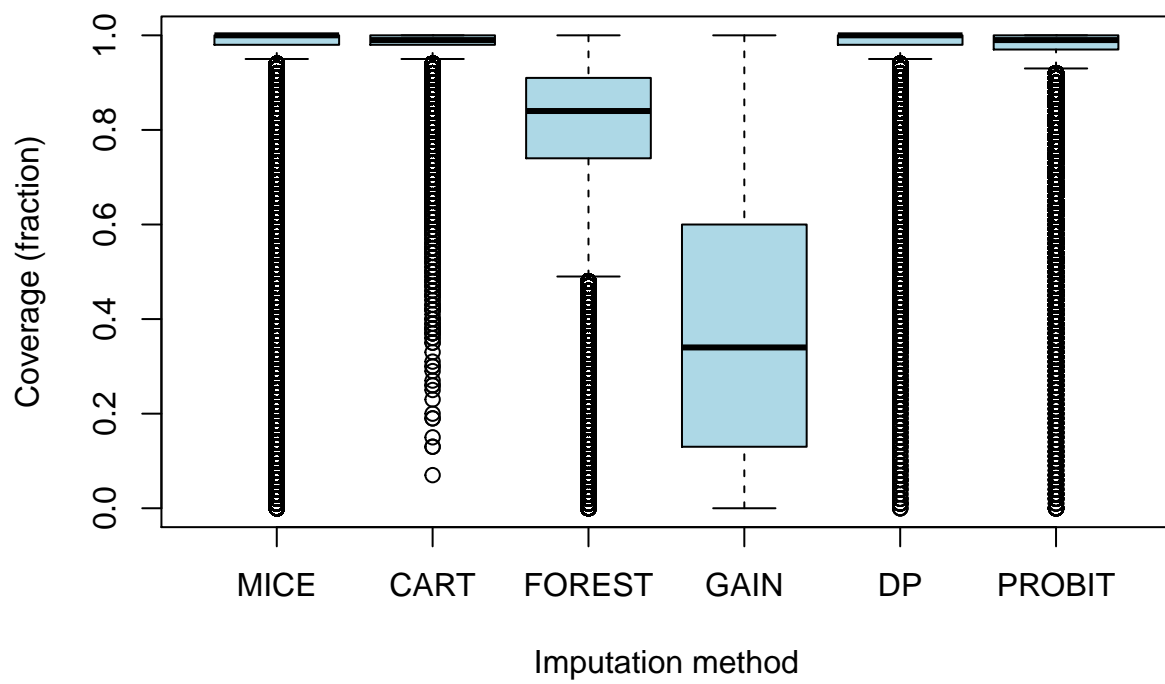 Coverage (fraction)
1.0
0.8
0.6
0.4
0.2
0.0
MICE CART FOREST GAIN DP PROBIT
Imputation method